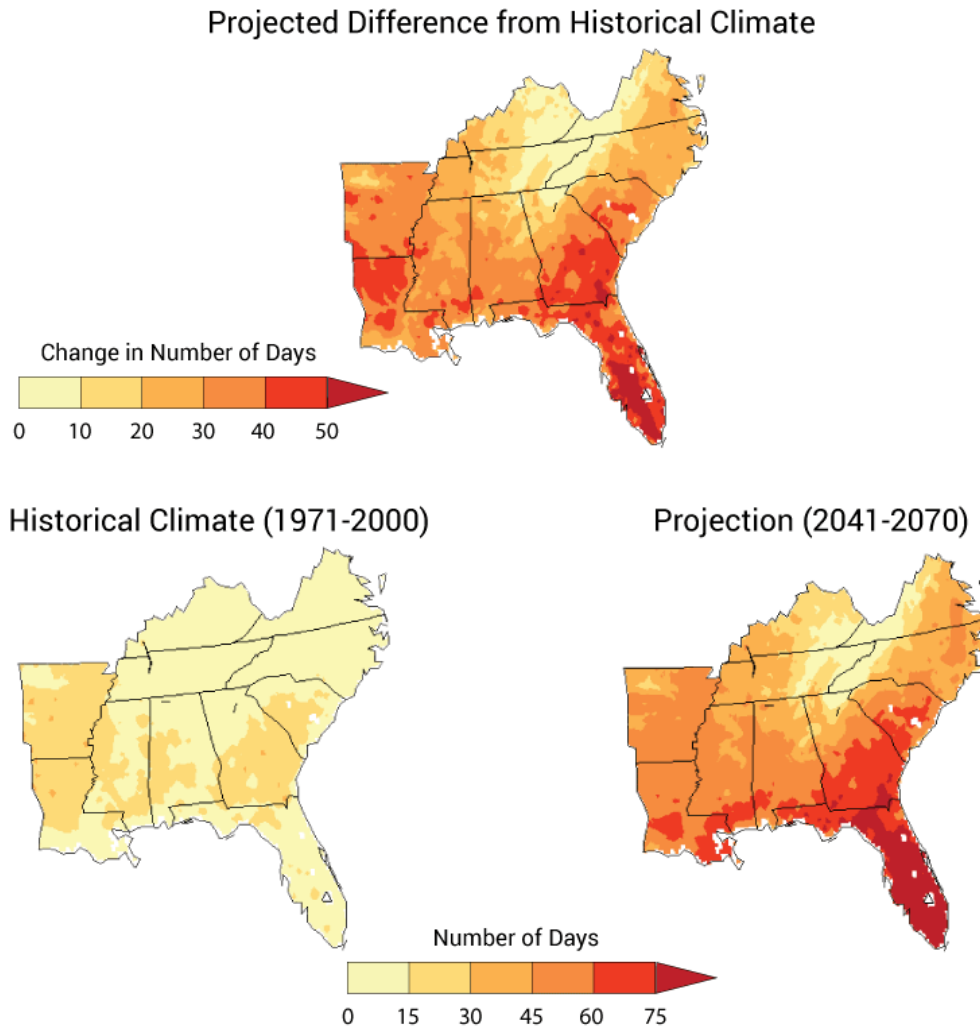 Projected Difference from Historical Climate
Change in Number of Days
0 10 20 30 40 50
Historical Climate (1971-2000)
Projection (2041-2070)
Number of Days
0 15 30 45 60 75